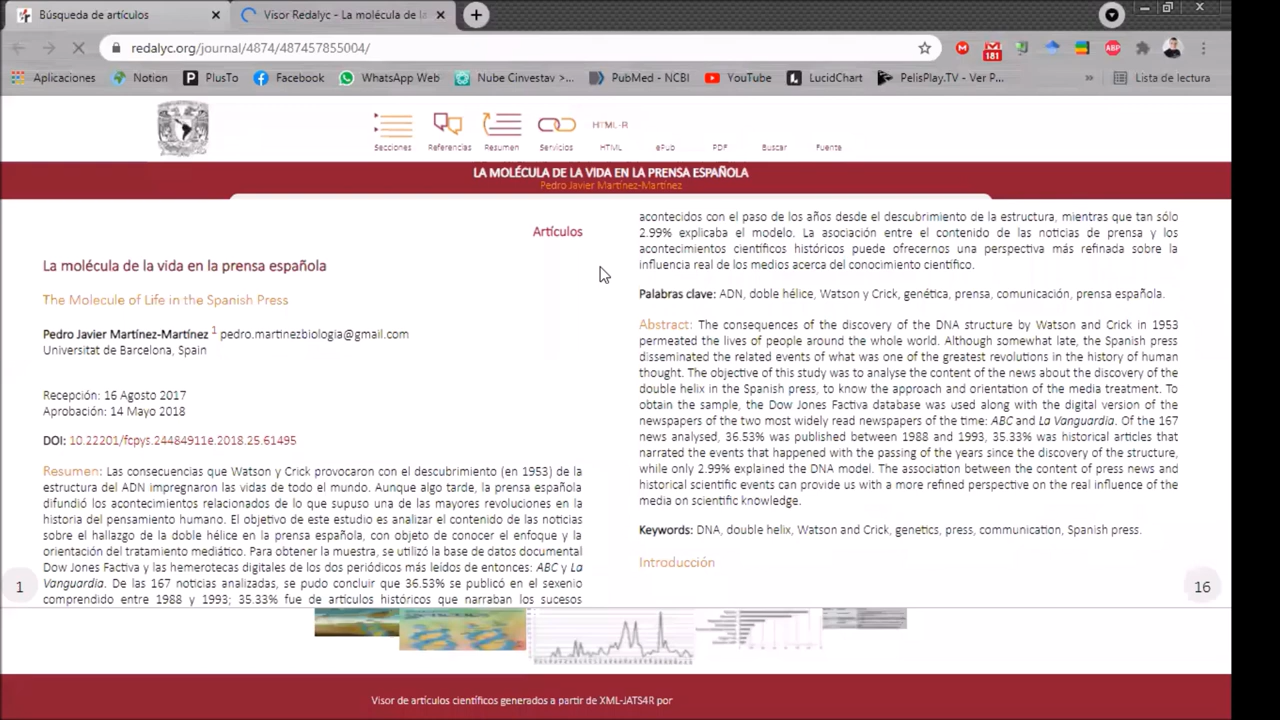 Búsqueda de artículos
Visor Redalyc - La molécula de la
redalyc.org/journal/4874/487457855004/
181
ABP
Aplicaciones
Notion
PlusTo
Facebook
WhatsApp Web
Nube Cinvestav >...
PubMed - NCBI
YouTube
LucidChart
PelisPlay.TV - Ver P...
»
Lista de lectura
Secciones
Referencias
Resumen
Servicios
HTML-R
HTML
ePub
PDF
Buscar
Fuente
LA MOLÉCULA DE LA VIDA EN LA PRENSA ESPAÑOLA
Pedro Javier Martínez-Martínez
Artículos
La molécula de la vida en la prensa española
The Molecule of Life in the Spanish Press
Pedro Javier Martínez-Martínez 1 pedro.martinezbiologia@gmail.com
Universitat de Barcelona, Spain
Recepción: 16 Agosto 2017
Aprobación: 14 Mayo 2018
DOI: 10.22201/fcpys.24484911e.2018.25.61495
Resumen: Las consecuencias que Watson y Crick provocaron con el descubrimiento (en 1953) de la
estructura del ADN impregnaron las vidas de todo el mundo. Aunque algo tarde, la prensa española
difundió los acontecimientos relacionados de lo que supuso una de las mayores revoluciones en la
historia del pensamiento humano. El objetivo de este estudio es analizar el contenido de las noticias
sobre el hallazgo de la doble hélice en la prensa española, con objeto de conocer el enfoque y la
orientación del tratamiento mediático. Para obtener la muestra, se utilizó la base de datos documental
Dow Jones Factiva y las hemerotecas digitales de los dos periódicos más leídos de entonces: ABC y La
Vanguardia. De las 167 noticias analizadas, se pudo concluir que 36.53% se publicó en el sexenio
comprendido entre 1988 y 1993; 35.33% fue de artículos históricos que narraban los sucesos
1
acontecidos con el paso de los años desde el descubrimiento de la estructura, mientras que tan sólo
2.99% explicaba el modelo. La asociación entre el contenido de las noticias de prensa y los
acontecimientos científicos históricos puede ofrecernos una perspectiva más refinada sobre la
influencia real de los medios acerca del conocimiento científico.
Palabras clave: ADN, doble hélice, Watson y Crick, genética, prensa, comunicación, prensa española.
Abstract: The consequences of the discovery of the DNA structure by Watson and Crick in 1953
permeated the lives of people around the whole world. Although somewhat late, the Spanish press
disseminated the related events of what was one of the greatest revolutions in the history of human
thought. The objective of this study was to analyse the content of the news about the discovery of the
double helix in the Spanish press, to know the approach and orientation of the media treatment. To
obtain the sample, the Dow Jones Factiva database was used along with the digital version of the
newspapers of the two most widely read newspapers of the time: ABC and La Vanguardia. Of the 167
news analysed, 36.53% was published between 1988 and 1993, 35.33% was historical articles that
narrated the events that happened with the passing of the years since the discovery of the structure,
while only 2.99% explained the DNA model. The association between the content of press news and
historical scientific events can provide us with a more refined perspective on the real influence of the
media on scientific knowledge.
Keywords: DNA, double helix, Watson and Crick, genetics, press, communication, Spanish press.
Introducción
16
Visor de artículos científicos generados a partir de XML-JATS4R por